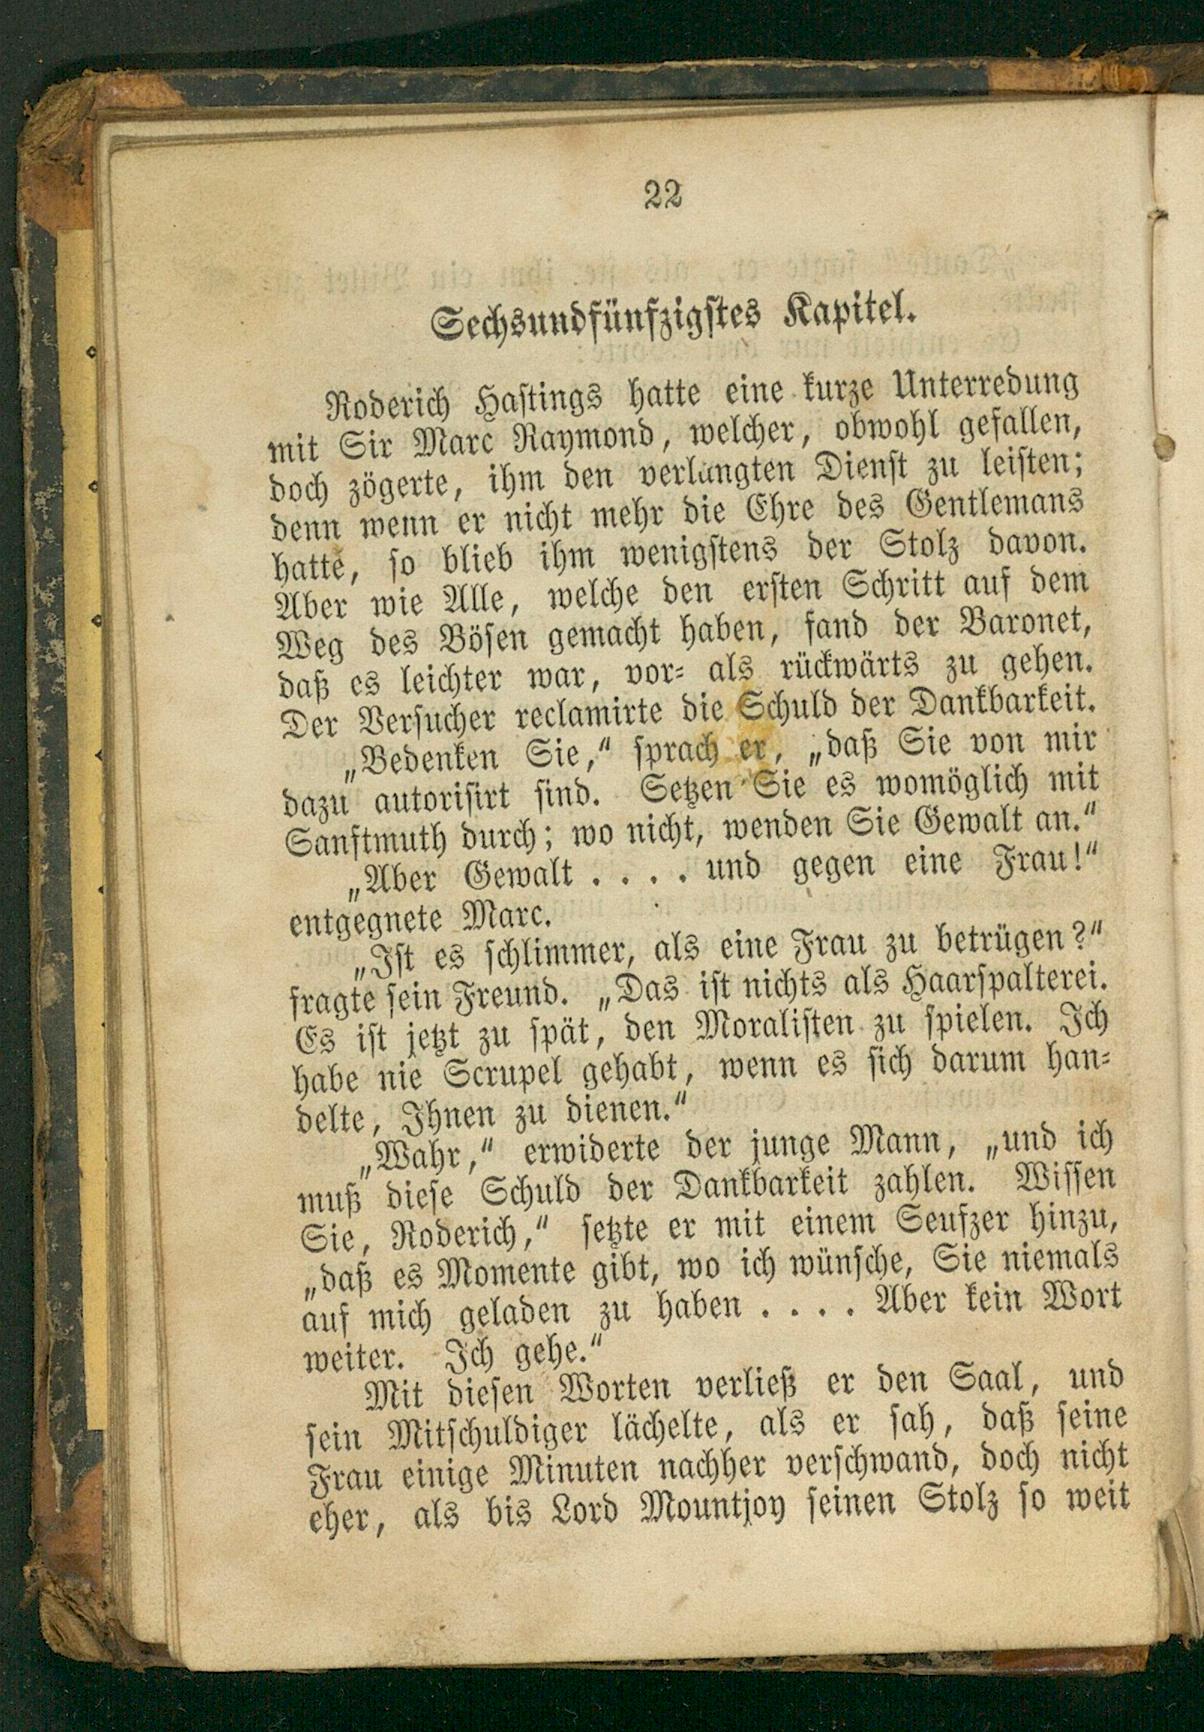 22
Sechsundfünfzigstes Kapitel.
Roderich Hastings hatte eine kurze Unterredung
mit Sir Marc Raymond, welcher, obwohl gefallen,
doch zögerte, ihm den verlangten Dienst zu leisten;
denn wenn er nicht mehr die Ehre des Gentlemans
hatte, so blieb ihm wenigstens der Stolz davon.
Aber wie Alle, welche den ersten Schritt auf dem
Weg des Bösen gemacht haben, fand der Baronet,
daß es leichter war, vor= als rückwärts zu gehen.
Der Versucher reclamirte die Schuld der Dankbarkeit.
„Bedenken Sie,“ sprach er, „daß Sie von mir
dazu autorisirt sind. Setzen Sie es womöglich mit
Sanftmuth durch; wo nicht, wenden Sie Gewalt an.“
„Aber Gewalt . . . . und gegen eine Frau!“
entgegnete Marc.
„Ist es schlimmer, als eine Frau zu betrügen?“
fragte sein Freund. „Das ist nichts als Haarspalterei.
Es ist jetzt zu spät, den Moralisten zu spielen. Ich
habe nie Scrupel gehabt, wenn es sich darum han=
delte, Ihnen zu dienen.“
„Wahr,“ erwiderte der junge Mann, „und ich
muß diese Schuld der Dankbarkeit zahlen. Wissen
Sie, Roderich,“ setzte er mit einem Seufzer hinzu,
„daß es Momente gibt, wo ich wünsche, Sie niemals
auf mich geladen zu haben . . . . Aber kein Wort
weiter. Ich gehe.“
Mit diesen Worten verließ er den Saal, und
sein Mitschuldiger lächelte, als er sah, daß seine
Frau einige Minuten nachher verschwand, doch nicht
eher, als bis Lord Mountjoy seinen Stolz so weit